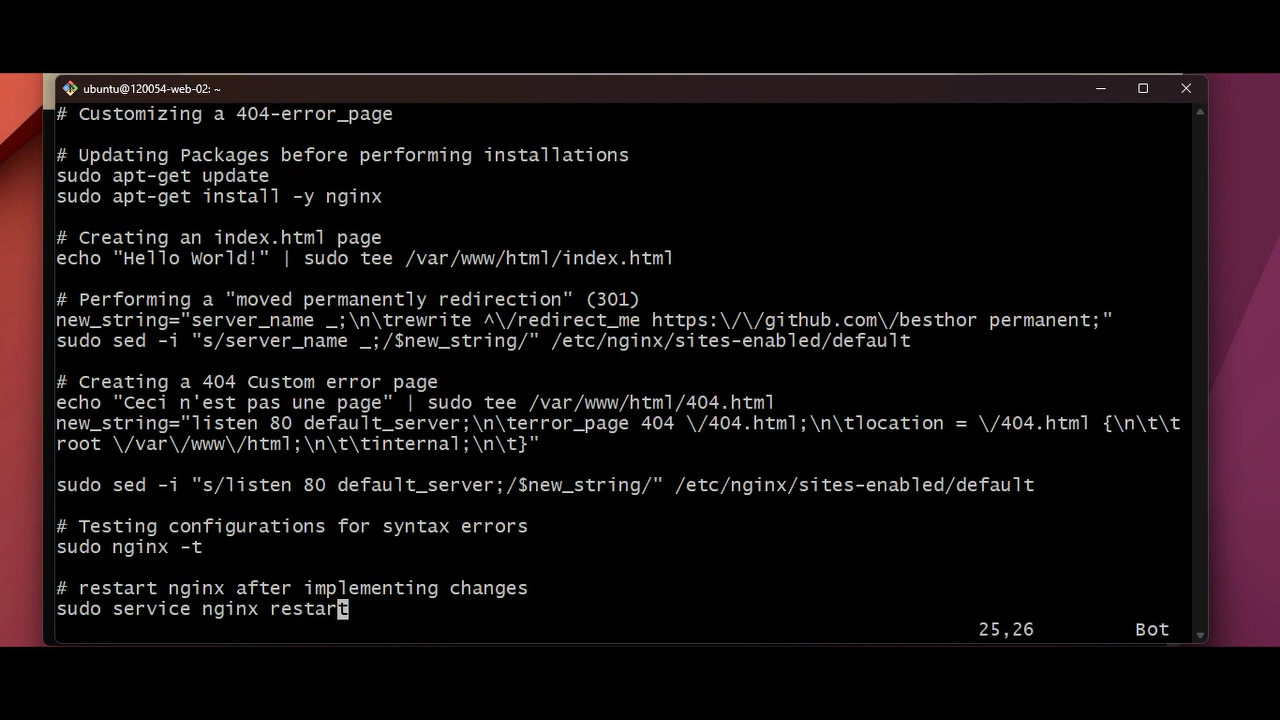 ubuntu@120054-web-02: ~
# Customizing a 404-error_page
# Updating Packages before performing installations
sudo apt-get update
sudo apt-get install -y nginx
# Creating an index.html page
echo "Hello World!" | sudo tee /var/www/html/index.html
# Performing a "moved permanently redirection" (301)
new_string="server_name _;\n\trewrite ^\/redirect_me https:\/\/github.com\/besthor permanent;"
sudo sed -i "s/server_name _;/$new_string/" /etc/nginx/sites-enabled/default
# Creating a 404 Custom error page
echo "Ceci n'est pas une page" | sudo tee /var/www/html/404.html
new_string="listen 80 default_server;\n\terror_page 404 \/404.html;\n\tlocation = \/404.html {\n\t\t
root \/var\/www\/html;\n\t\tinternal;\n\t}"
sudo sed -i "s/listen 80 default_server;/$new_string/" /etc/nginx/sites-enabled/default
# Testing configurations for syntax errors
sudo nginx -t
# restart nginx after implementing changes
sudo service nginx restart
25,26 Bot